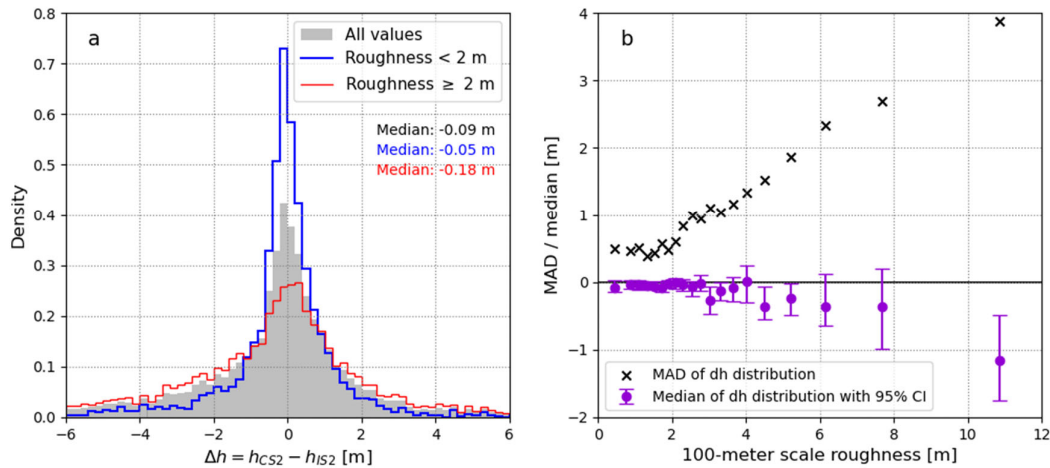 a
All values
Roughness < 2 m
Roughness ≥ 2 m
Median: -0.09 m
Median: -0.05 m
Median: -0.18 m
0.8
0.7
0.6
0.5
0.4
0.3
0.2
0.1
0.0
Density
−6 −4 −2 0 2 4 6
Δh = hCS2 − hIS2 [m]
b
4
3
2
1
0
−1
−2
MAD / median [m]
MAD of dh distribution
Median of dh distribution with 95% CI
0 2 4 6 8 10 12
100-meter scale roughness [m]